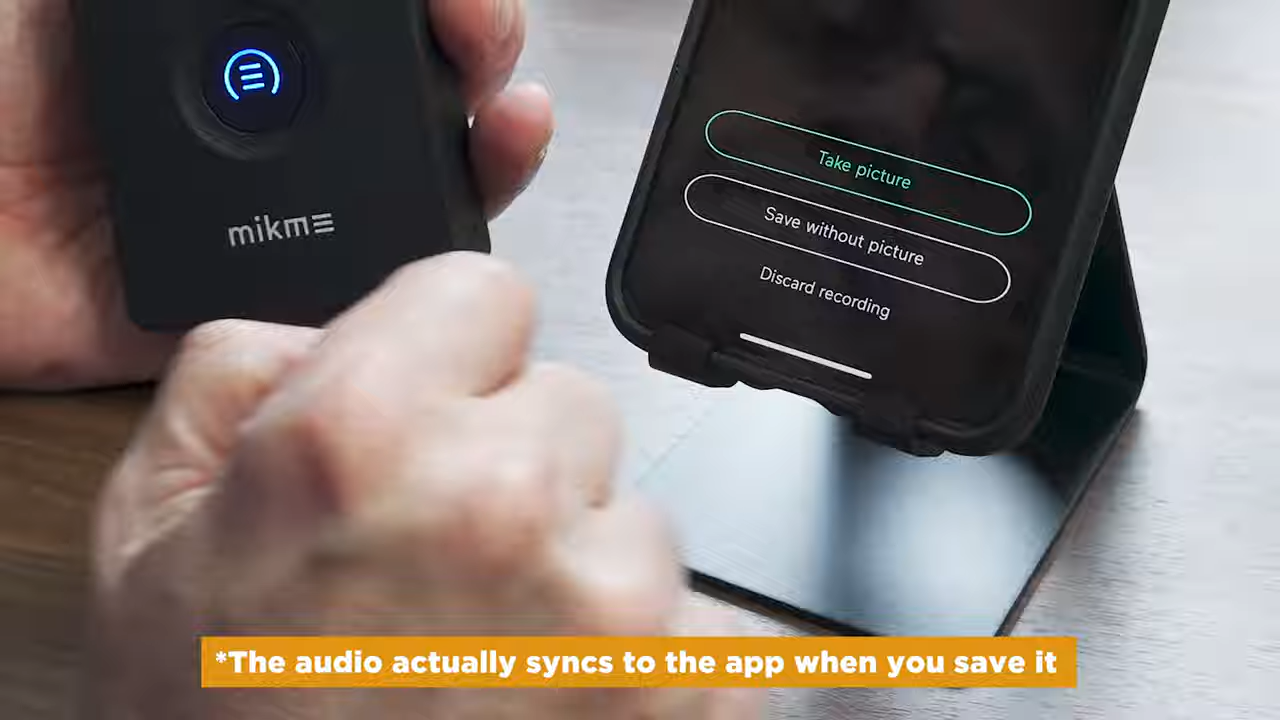 mikme
Take picture
Save without picture
Discard recording
*The audio actually syncs to the app when you save it